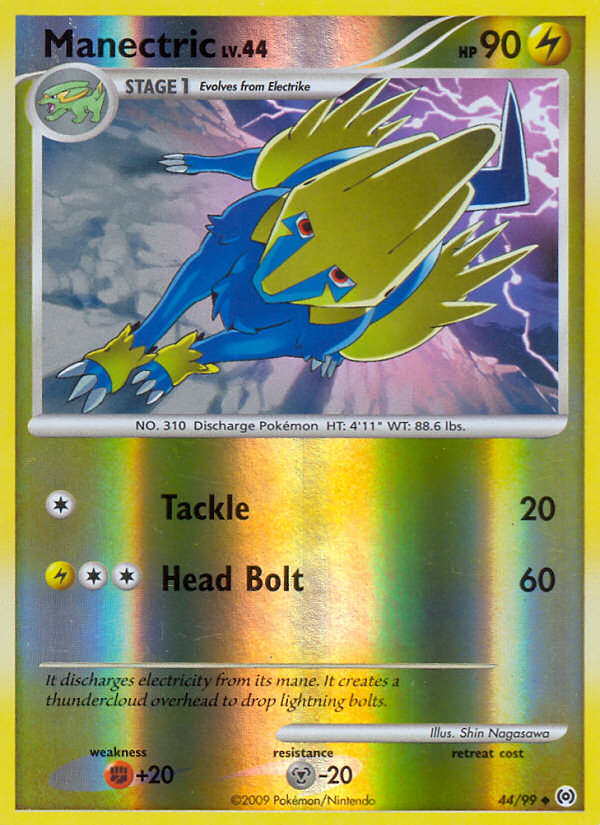 Manectric LV.44 HP 90
STAGE 1 Evolves from Electrike
NO. 310 Discharge Pokémon HT: 4'11" WT: 88.6 lbs.
Tackle 20
Head Bolt 60
It discharges electricity from its mane. It creates a
thundercloud overhead to drop lightning bolts.
Illus. Shin Nagasawa
weakness resistance retreat cost
+20 -20
©2009 Pokémon/Nintendo 44/99